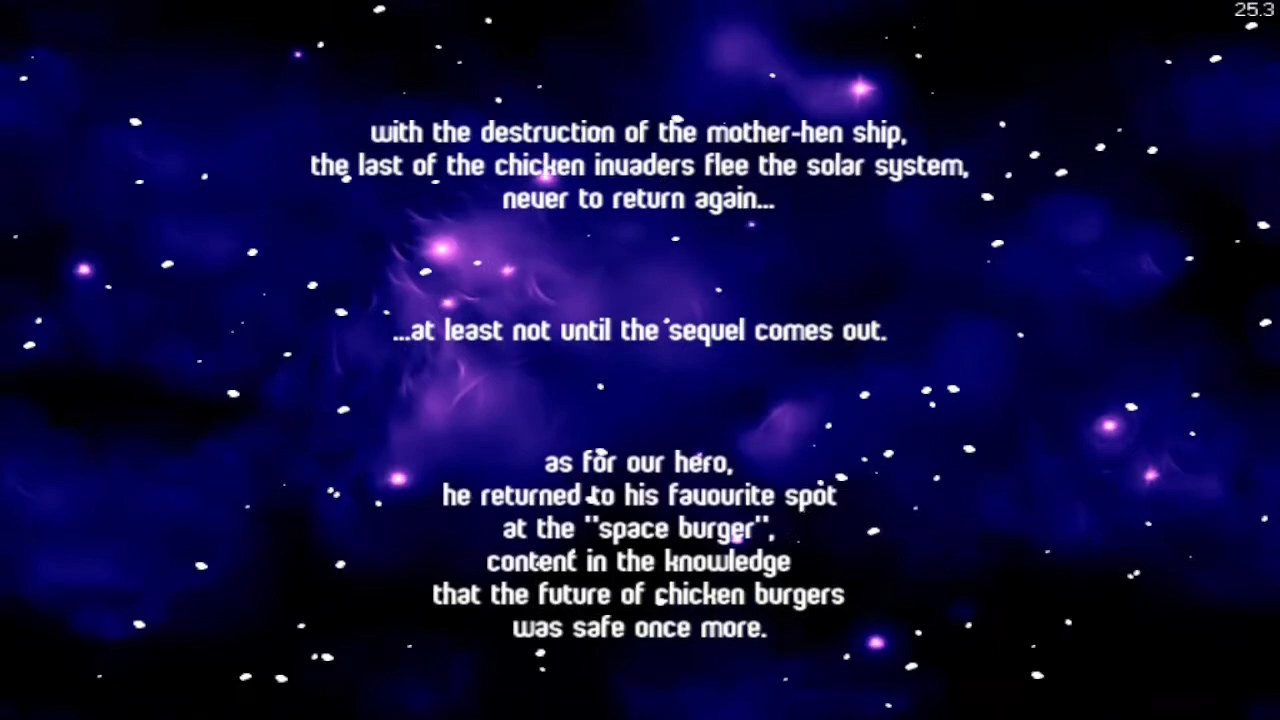 25.3
with the destruction of the mother-hen ship,
the last of the chicken invaders flee the solar system,
never to return again...
...at least not until the sequel comes out.
as for our hero,
he returned to his favourite spot
at the "space burger",
content in the knowledge
that the future of chicken burgers
was safe once more.